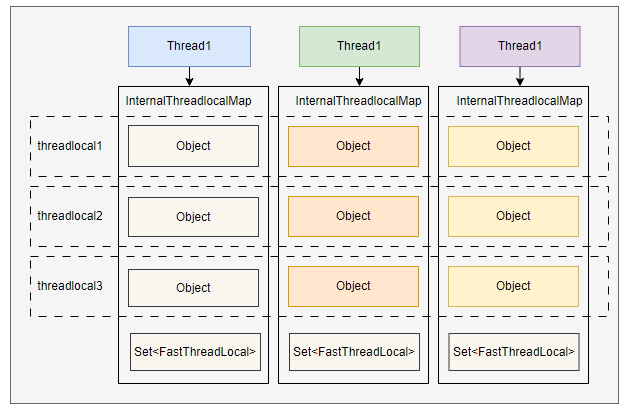 Thread1
Thread1
Thread1
InternalThreadlocalMap
InternalThreadlocalMap
InternalThreadlocalMap
threadlocal1
Object
Object
Object
threadlocal2
Object
Object
Object
threadlocal3
Object
Object
Object
Set<FastThreadLocal>
Set<FastThreadLocal>
Set<FastThreadLocal>